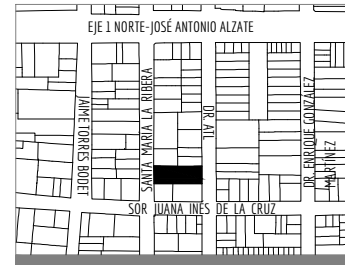 EJE 1 NORTE-JOSÉ ANTONIO ALZATE
JAIME TORRES BODET
SANTA MARIA LA RIBERA
DR. ATL
DR. ENRIQUE GONZÁLEZ
MARTÍNEZ
SOR JUANA INÉS DE LA CRUZ